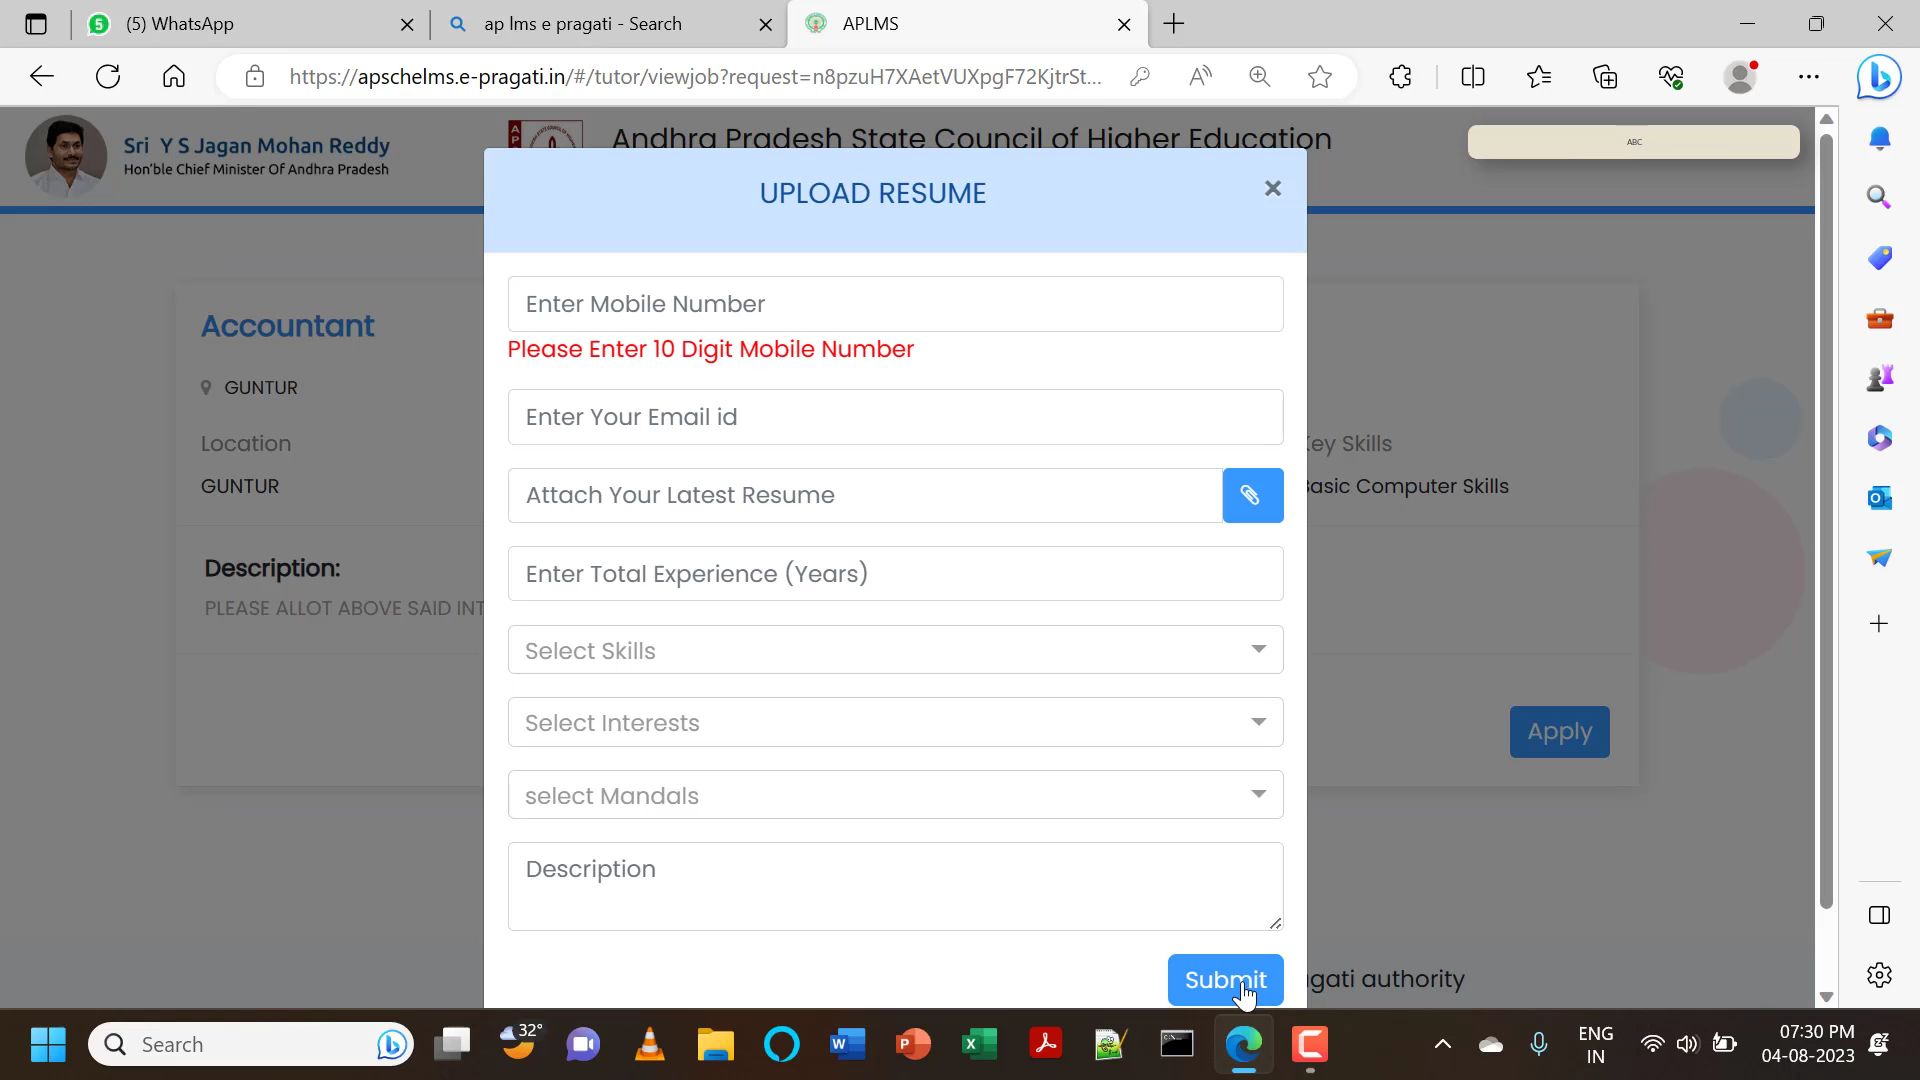 (5) WhatsApp
ap lms e pragati - Search
APLMS
https://apschelms.e-pragati.in/#/tutor/viewjob?request=n8pzuH7XAetVUXpgF72KjtrSt...
Sri Y S Jagan Mohan Reddy
Hon'ble Chief Minister Of Andhra Pradesh
Andhra Pradesh State Council of Higher Education
ABC
UPLOAD RESUME
Enter Mobile Number
Please Enter 10 Digit Mobile Number
Enter Your Email id
Attach Your Latest Resume
Enter Total Experience (Years)
Select Skills
Select Interests
select Mandals
Description
Submit
Accountant
GUNTUR
Location
GUNTUR
Key Skills
Basic Computer Skills
Description:
PLEASE ALLOT ABOVE SAID INT
Apply
gati authority
Search
32°
ENG
IN
07:30 PM
04-08-2023